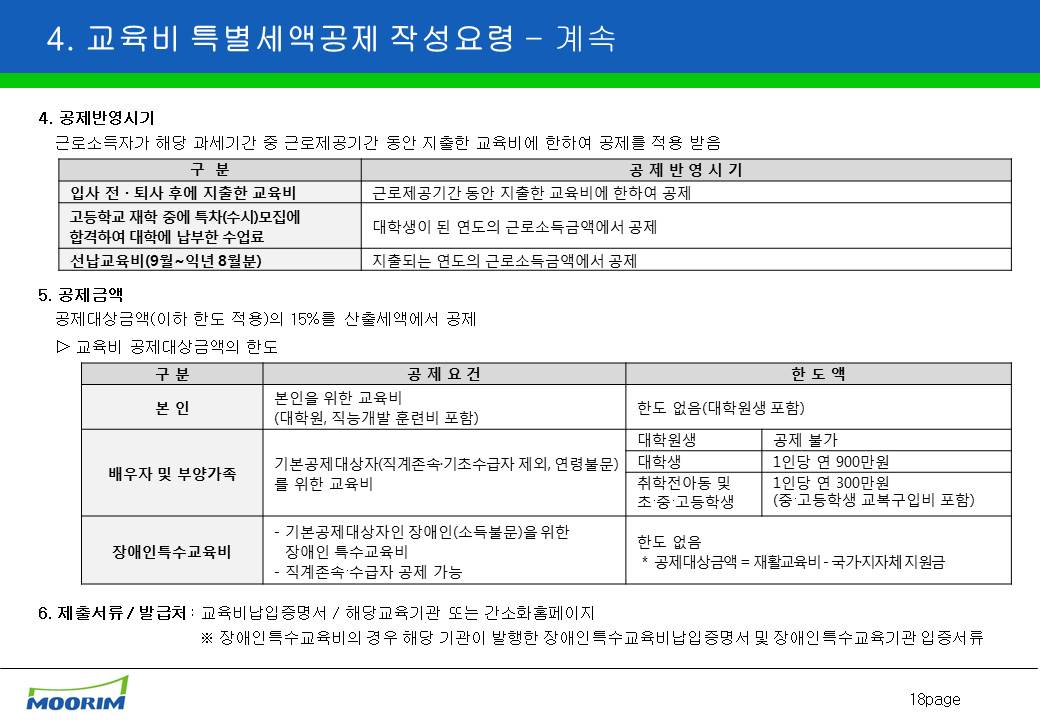 4. 교육비 특별세액공제 작성요령 – 계속
4. 공제반영시기
근로소득자가 해당 과세기간 중 근로제공기간 동안 지출한 교육비에 한하여 공제를 적용 받음
구 분 공 제 반 영 시 기
입사 전ㆍ퇴사 후에 지출한 교육비 근로제공기간 동안 지출한 교육비에 한하여 공제
고등학교 재학 중에 특차(수시)모집에
합격하여 대학에 납부한 수업료 대학생이 된 연도의 근로소득금액에서 공제
선납교육비(9월~익년 8월분) 지출되는 연도의 근로소득금액에서 공제
5. 공제금액
공제대상금액(이하 한도 적용)의 15%를 산출세액에서 공제
▷ 교육비 공제대상금액의 한도
구 분 공 제 요 건 한 도 액
본 인 본인을 위한 교육비
(대학원, 직능개발 훈련비 포함) 한도 없음(대학원생 포함)
배우자 및 부양가족 기본공제대상자(직계존속·기초수급자 제외, 연령불문)
를 위한 교육비
대학원생 공제 불가
대학생 1인당 연 900만원
취학전아동 및
초·중·고등학생
1인당 연 300만원
(중·고등학생 교복구입비 포함)
장애인특수교육비
- 기본공제대상자인 장애인(소득불문)을 위한
장애인 특수교육비
- 직계존속·수급자 공제 가능
한도 없음
* 공제대상금액 = 재활교육비 - 국가·지자체 지원금
6. 제출서류 / 발급처 : 교육비납입증명서 / 해당교육기관 또는 간소화홈페이지
※ 장애인특수교육비의 경우 해당 기관이 발행한 장애인특수교육비납입증명서 및 장애인특수교육기관 입증서류
MOORIM
18page